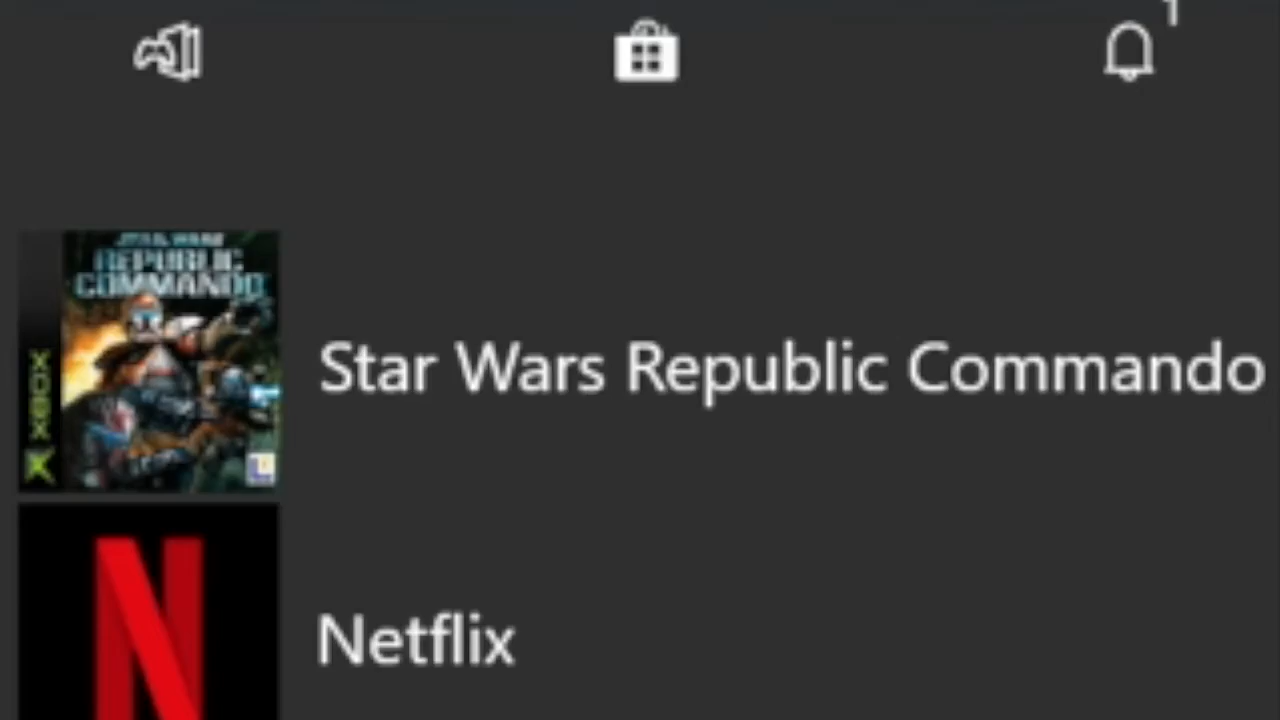 1
STAR WARS
REPUBLIC
COMMANDO
XBOX
Star Wars Republic Commando
N
Netflix